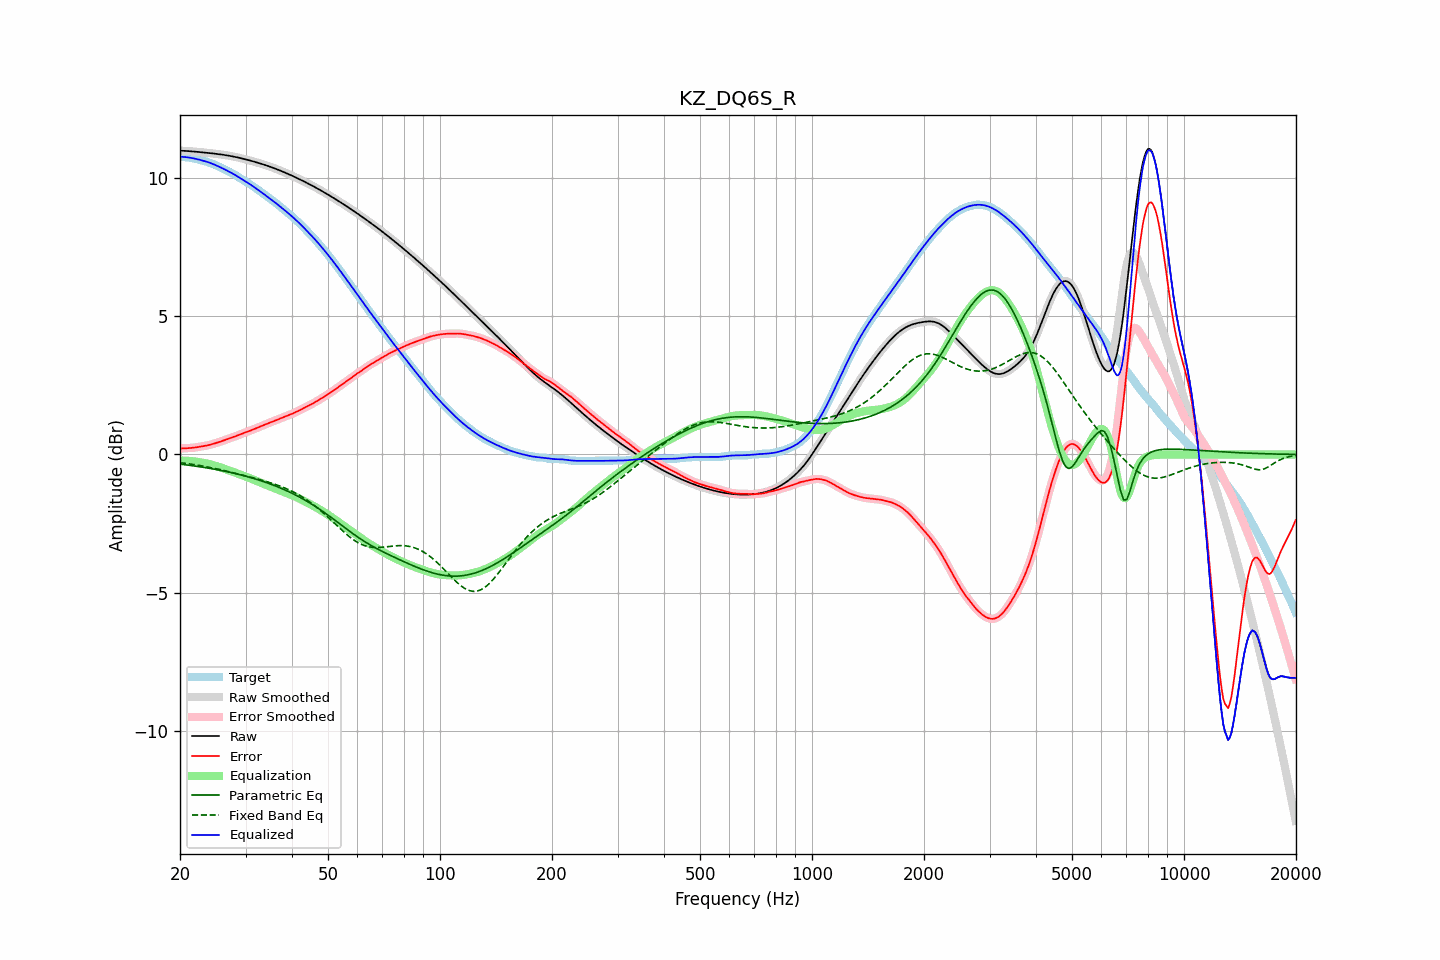 KZ_DQ6S_R
Amplitude (dBr)
10
5
0
−5
−10
Target
Raw Smoothed
Error Smoothed
Raw
Error
Equalization
Parametric Eq
Fixed Band Eq
Equalized
20
50
100
200
500
1000
2000
5000
10000
20000
Frequency (Hz)